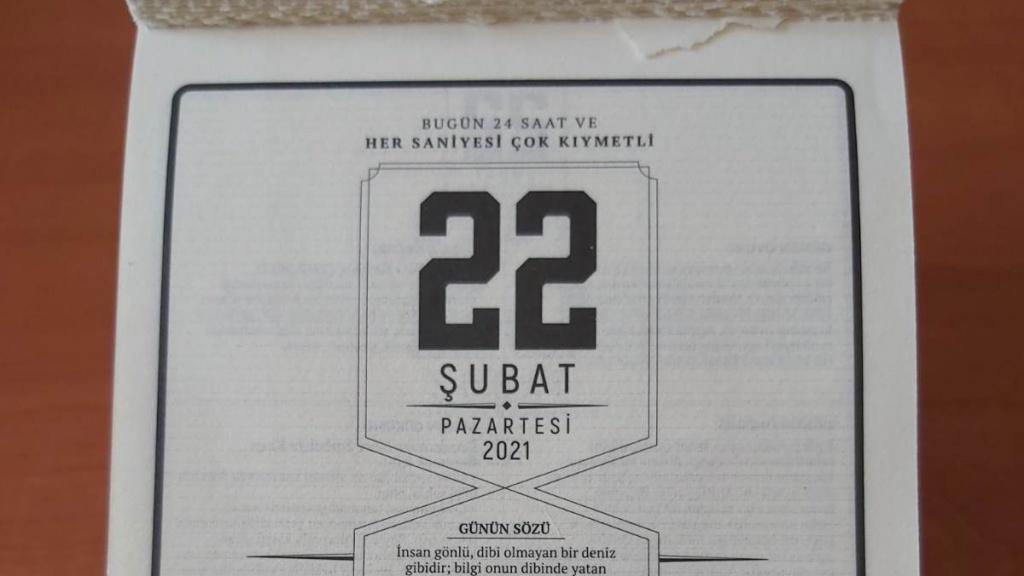 BUGÜN 24 SAAT VE
HER SANİYESİ ÇOK KIYMETLİ
22
ŞUBAT
PAZARTESİ
2021
GÜNÜN SÖZÜ
İnsan gönlü, dibi olmayan bir deniz
gibidir; bilgi onun dibinde yatan